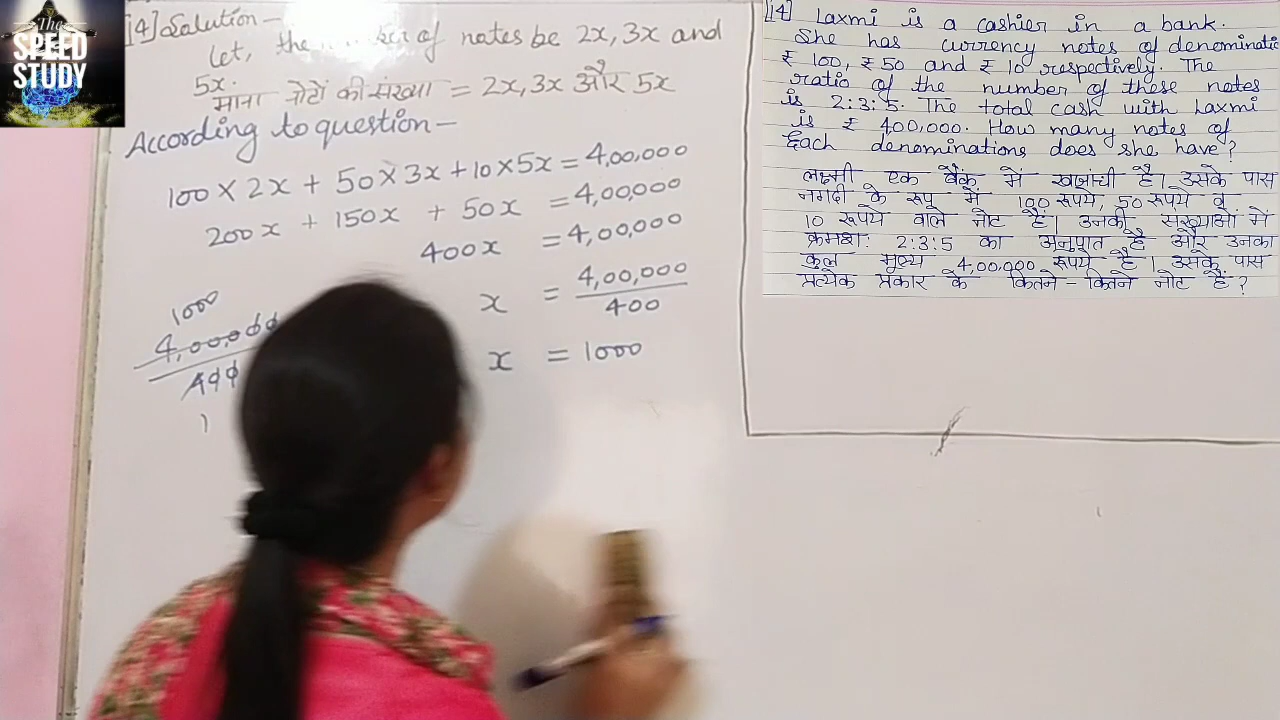 The
SPEED
STUDY
[4] Solution -
let, the of notes be 2x, 3x and
5x.
माना नोटों की संख्या = 2x, 3x और 5x
According to question -
100 × 2x + 50 × 3x + 10 × 5x = 4,00,000
200x + 150x + 50x = 4,00,000
400x = 4,00,000
x = 4,00,000 / 400
x = 1000
1000
4,00,000
400
1
[14] Laxmi is a cashier in a bank.
She has currency notes of denominatio
₹ 100, ₹ 50 and ₹ 10 respectively. The
ratio of the number of these notes
is 2:3:5. The total cash with Laxmi
is ₹ 400,000. How many notes of
Each denominations does she have?
लक्ष्मी एक बैंक में खजांची है। उसके पास
नगदी के रूप में 100 रुपये, 50 रुपये व
10 रूपये वाले नोट हैं। उनकी संख्याओं में
क्रमशः 2:3:5 का अनुपात है और उनका
कुल मूल्य 4,00,000 रुपये है। उसके पास
प्रत्येक प्रकार के कितने-कितने नोट हैं?